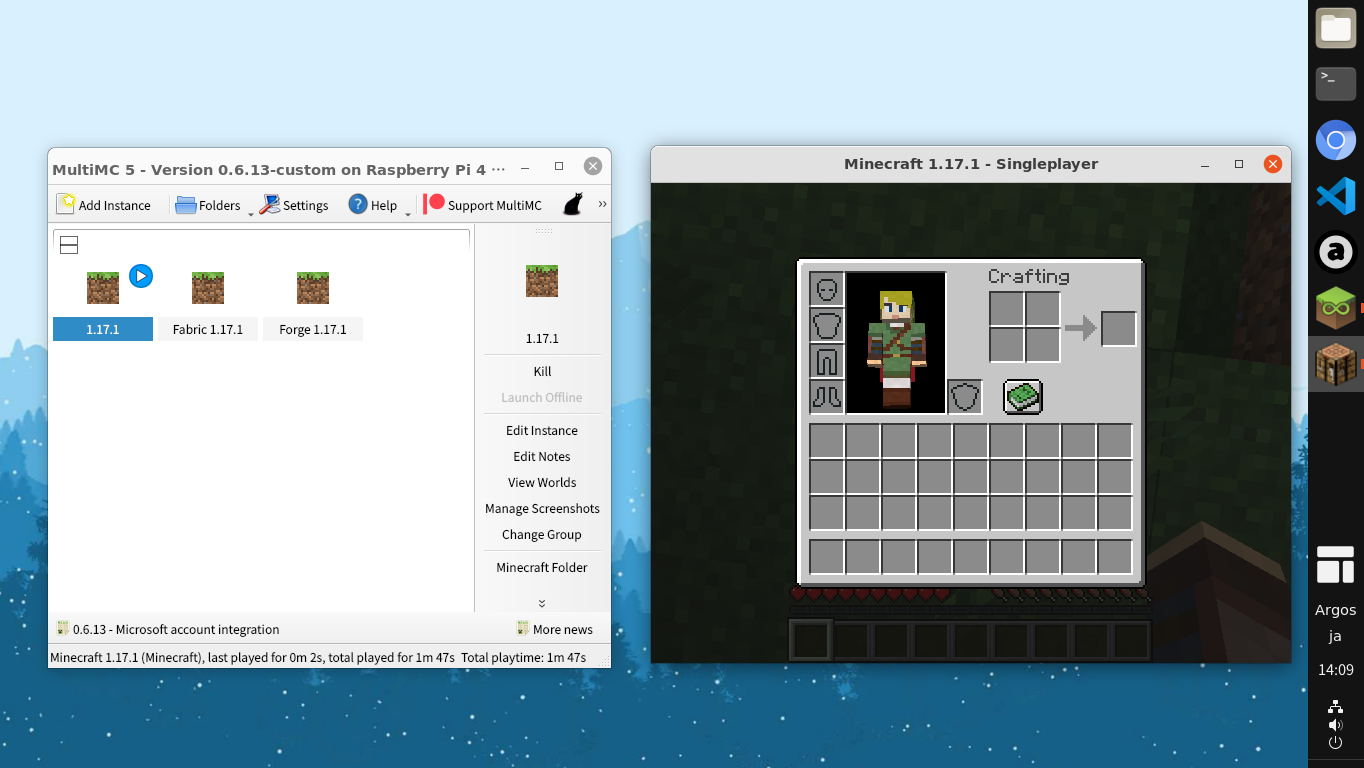 MultiMC 5 - Version 0.6.13-custom on Raspberry Pi 4 ⋯
Add Instance
Folders
Settings
Help
Support MultiMC
»
1.17.1
Fabric 1.17.1
Forge 1.17.1
1.17.1
Kill
Launch Offline
Edit Instance
Edit Notes
View Worlds
Manage Screenshots
Change Group
Minecraft Folder
0.6.13 - Microsoft account integration
More news
Minecraft 1.17.1 (Minecraft), last played for 0m 2s, total played for 1m 47s
Total playtime: 1m 47s
Minecraft 1.17.1 - Singleplayer
Crafting
>_
a
Argos
ja
14:09